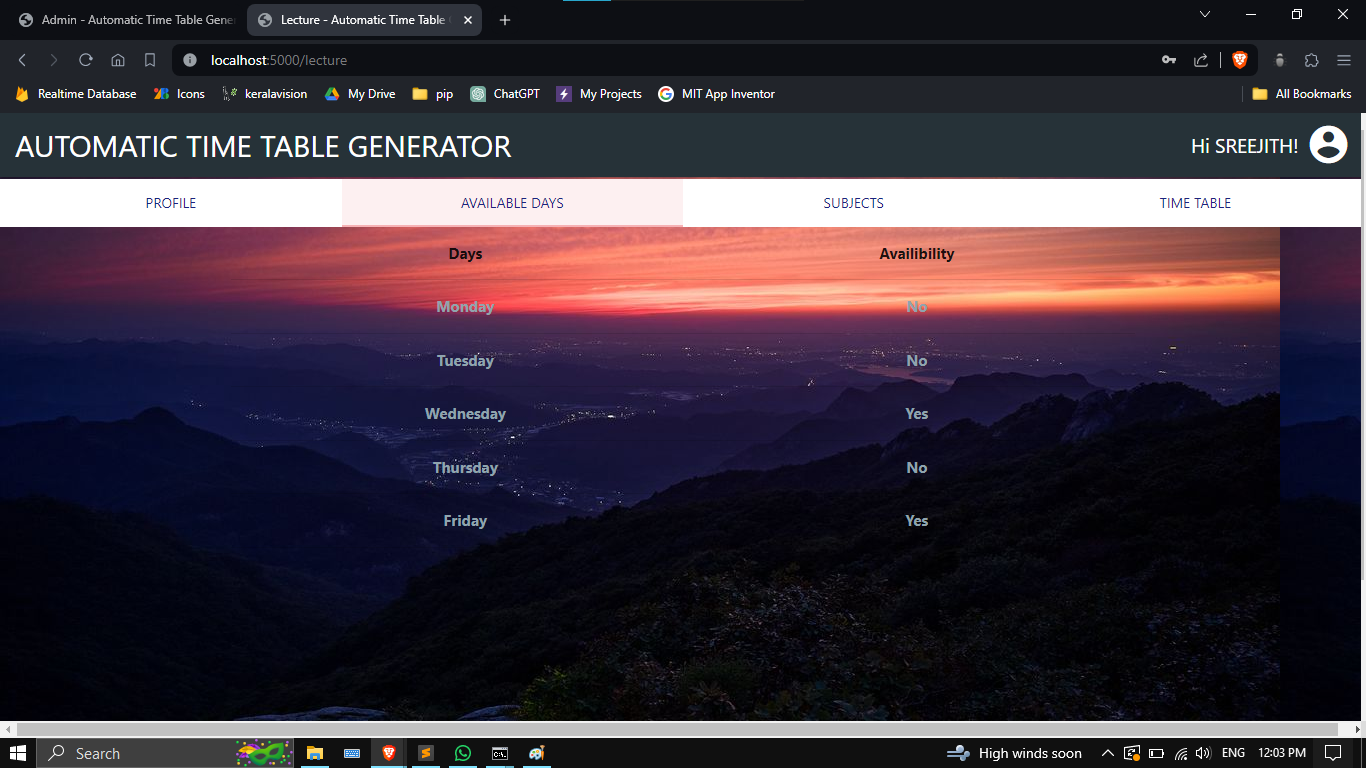 Admin - Automatic Time Table Gener
Lecture - Automatic Time Table
localhost:5000/lecture
Realtime Database Icons keralavision My Drive pip ChatGPT My Projects MIT App Inventor All Bookmarks
AUTOMATIC TIME TABLE GENERATOR Hi SREEJITH!
PROFILE AVAILABLE DAYS SUBJECTS TIME TABLE
Days Availibility
Monday No
Tuesday No
Wednesday Yes
Thursday No
Friday Yes
Search High winds soon ENG 12:03 PM